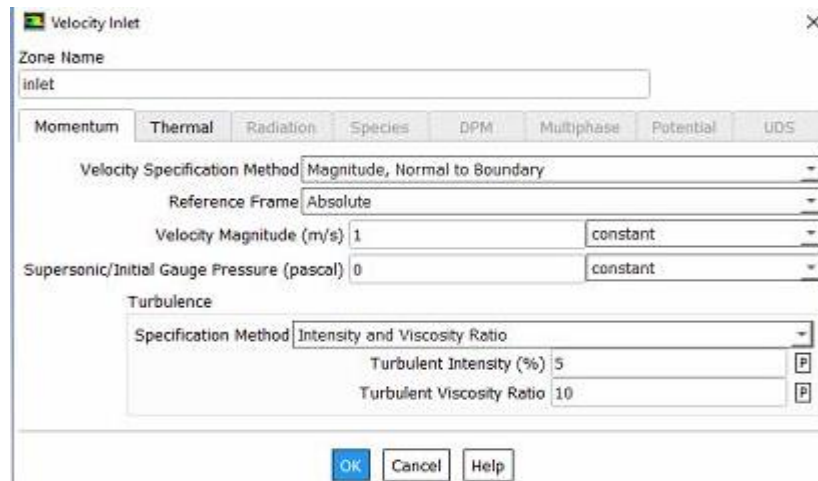 Velocity Inlet
Zone Name
inlet
Momentum Thermal Radiation Species DPM Multiphase Potential UDS
Velocity Specification Method Magnitude, Normal to Boundary
Reference Frame Absolute
Velocity Magnitude (m/s) 1 constant
Supersonic/Initial Gauge Pressure (pascal) 0 constant
Turbulence
Specification Method Intensity and Viscosity Ratio
Turbulent Intensity (%) 5 P
Turbulent Viscosity Ratio 10 P
OK Cancel Help